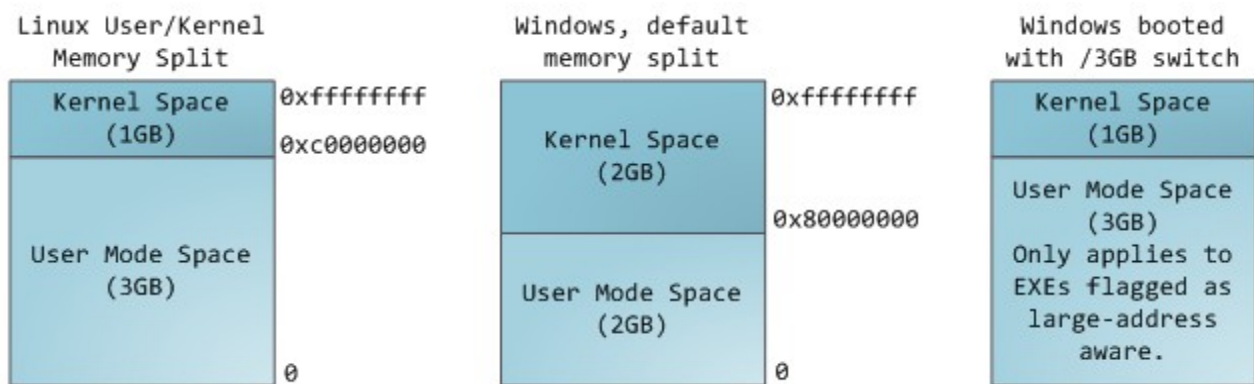 Linux User/Kernel
Memory Split
Kernel Space
(1GB)
0xffffffff
0xc0000000
User Mode Space
(3GB)
0
Windows, default
memory split
Kernel Space
(2GB)
0xffffffff
0x80000000
User Mode Space
(2GB)
0
Windows booted
with /3GB switch
Kernel Space
(1GB)
User Mode Space
(3GB)
Only applies to
EXEs flagged as
large-address
aware.